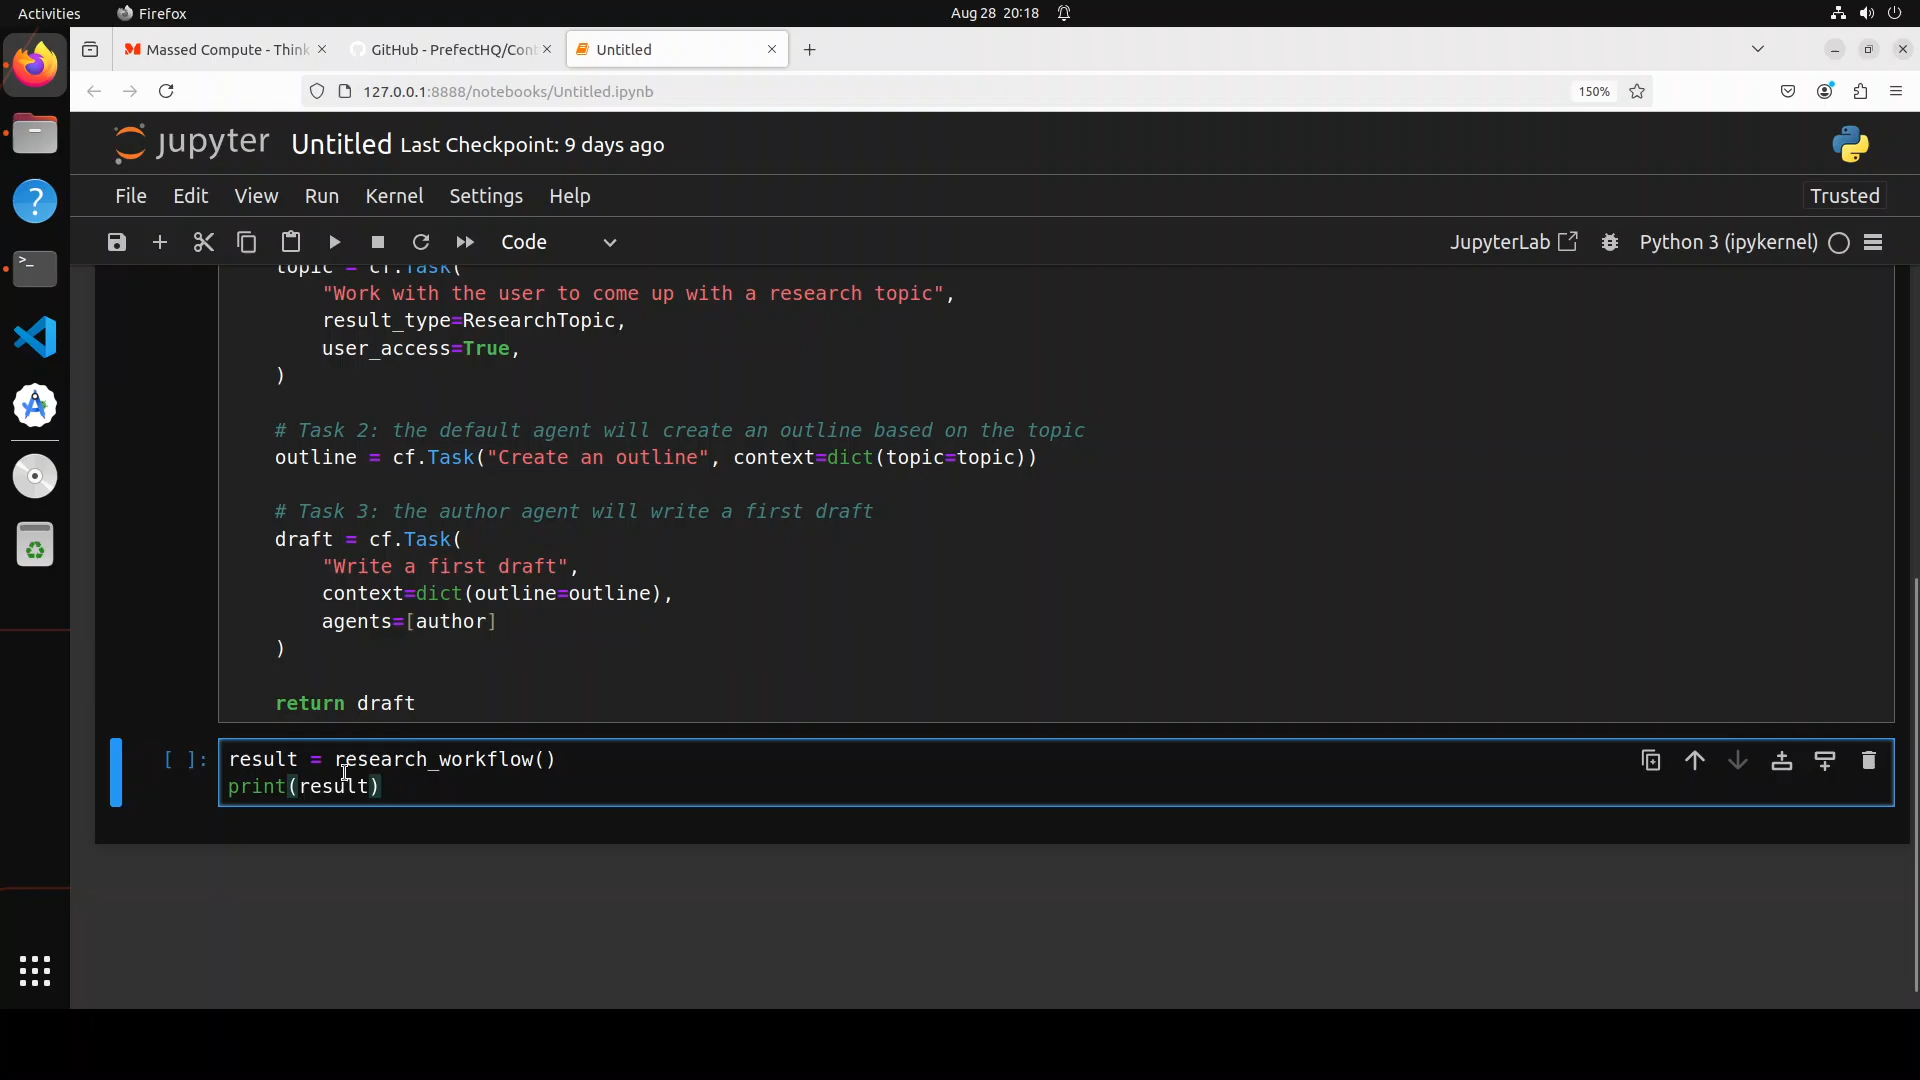 Activities
Firefox
Aug 28 20:18
Massed Compute - Think
GitHub - PrefectHQ/Cont
Untitled
127.0.0.1:8888/notebooks/Untitled.ipynb
150%
jupyter Untitled Last Checkpoint: 9 days ago
File Edit View Run Kernel Settings Help
Trusted
Code
JupyterLab
Python 3 (ipykernel)
topic = cf.Task(
"Work with the user to come up with a research topic",
result_type=ResearchTopic,
user_access=True,
)
# Task 2: the default agent will create an outline based on the topic
outline = cf.Task("Create an outline", context=dict(topic=topic))
# Task 3: the author agent will write a first draft
draft = cf.Task(
"Write a first draft",
context=dict(outline=outline),
agents=[author]
)
return draft
[ ]: result = research_workflow()
print(result)